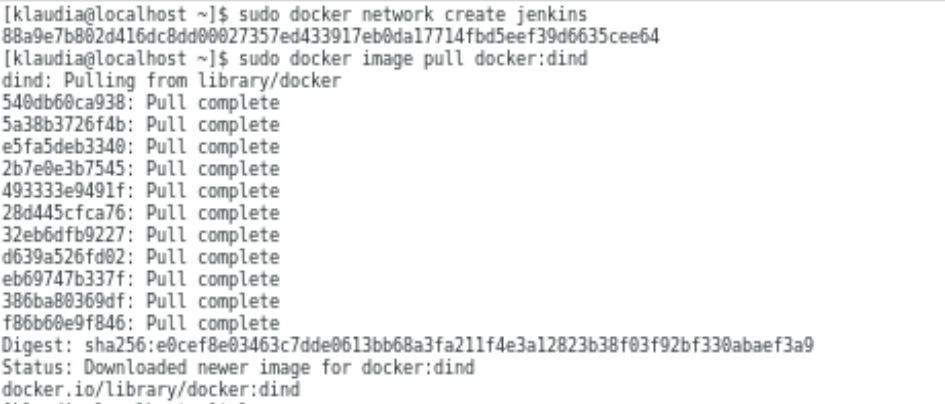 [klaudia@localhost ~]$ sudo docker network create jenkins
88a9e7b802d416dc8dd00027357ed433917eb0da17714fbd5eef39d6635cee64
[klaudia@localhost ~]$ sudo docker image pull docker:dind
dind: Pulling from library/docker
540db60ca938: Pull complete
5a38b3726f4b: Pull complete
e5fa5deb3340: Pull complete
2b7e0e3b7545: Pull complete
493333e9491f: Pull complete
28d445cfca76: Pull complete
32eb6dfb9227: Pull complete
d639a526fd02: Pull complete
eb69747b337f: Pull complete
386ba80369df: Pull complete
f86b60e9f846: Pull complete
Digest: sha256:e0cef8e03463c7dde0613bb68a3fa211f4e3a12823b38f03f92bf330abaef3a9
Status: Downloaded newer image for docker:dind
docker.io/library/docker:dind